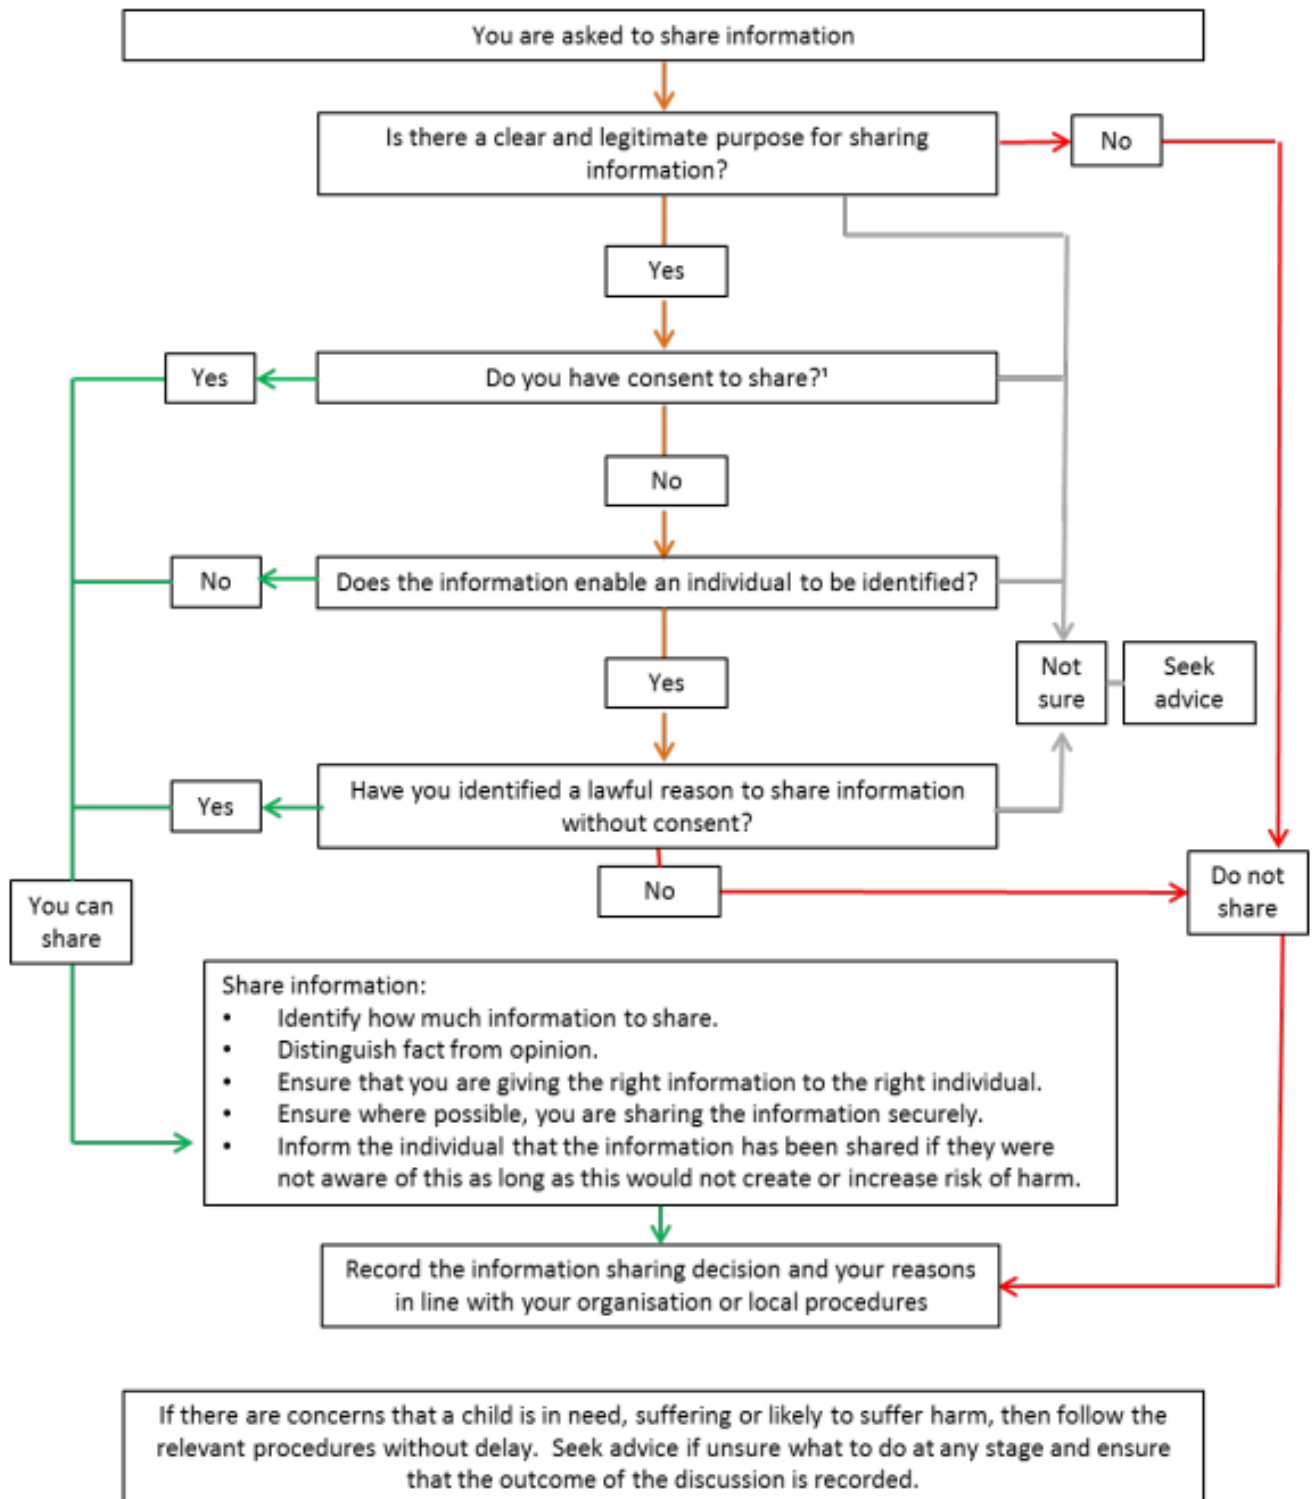 You are asked to share information
Is there a clear and legitimate purpose for sharing
information?
No
Yes
Yes
Do you have consent to share?¹
No
No
Does the information enable an individual to be identified?
Yes
Not
sure
Seek
advice
Yes
Have you identified a lawful reason to share information
without consent?
No
Do not
share
You can
share
Share information:
• Identify how much information to share.
• Distinguish fact from opinion.
• Ensure that you are giving the right information to the right individual.
• Ensure where possible, you are sharing the information securely.
• Inform the individual that the information has been shared if they were
not aware of this as long as this would not create or increase risk of harm.
Record the information sharing decision and your reasons
in line with your organisation or local procedures
If there are concerns that a child is in need, suffering or likely to suffer harm, then follow the
relevant procedures without delay. Seek advice if unsure what to do at any stage and ensure
that the outcome of the discussion is recorded.